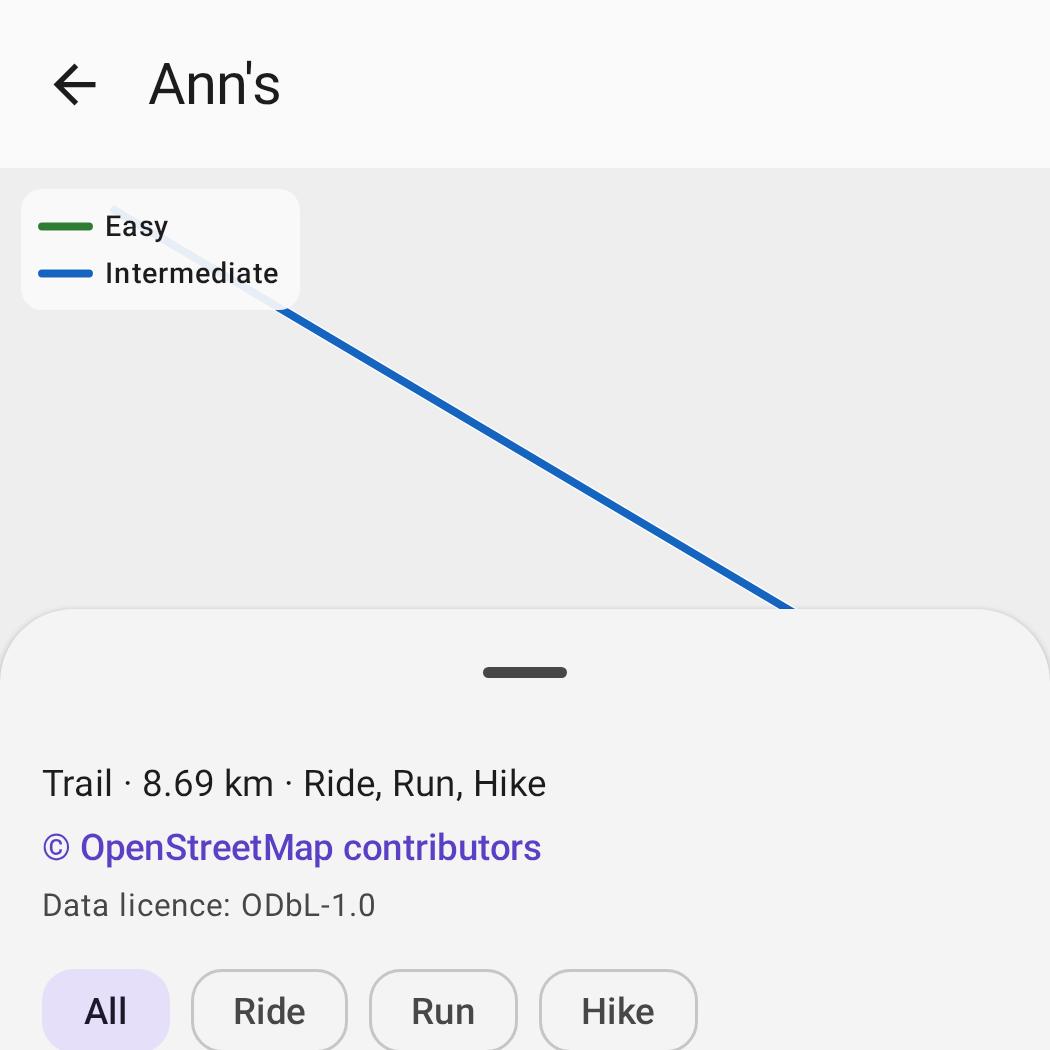 Ann's
Easy
Intermediate
Trail · 8.69 km · Ride, Run, Hike
© OpenStreetMap contributors
Data licence: ODbL-1.0
All
Ride
Run
Hike